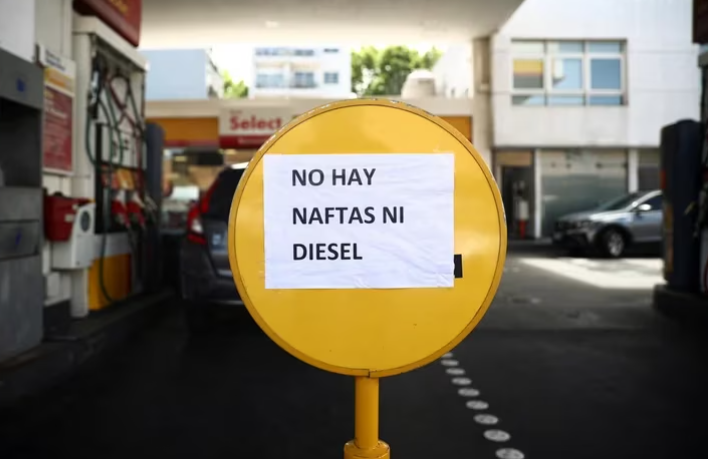 Select
NO HAY
NAFTAS NI
DIESEL